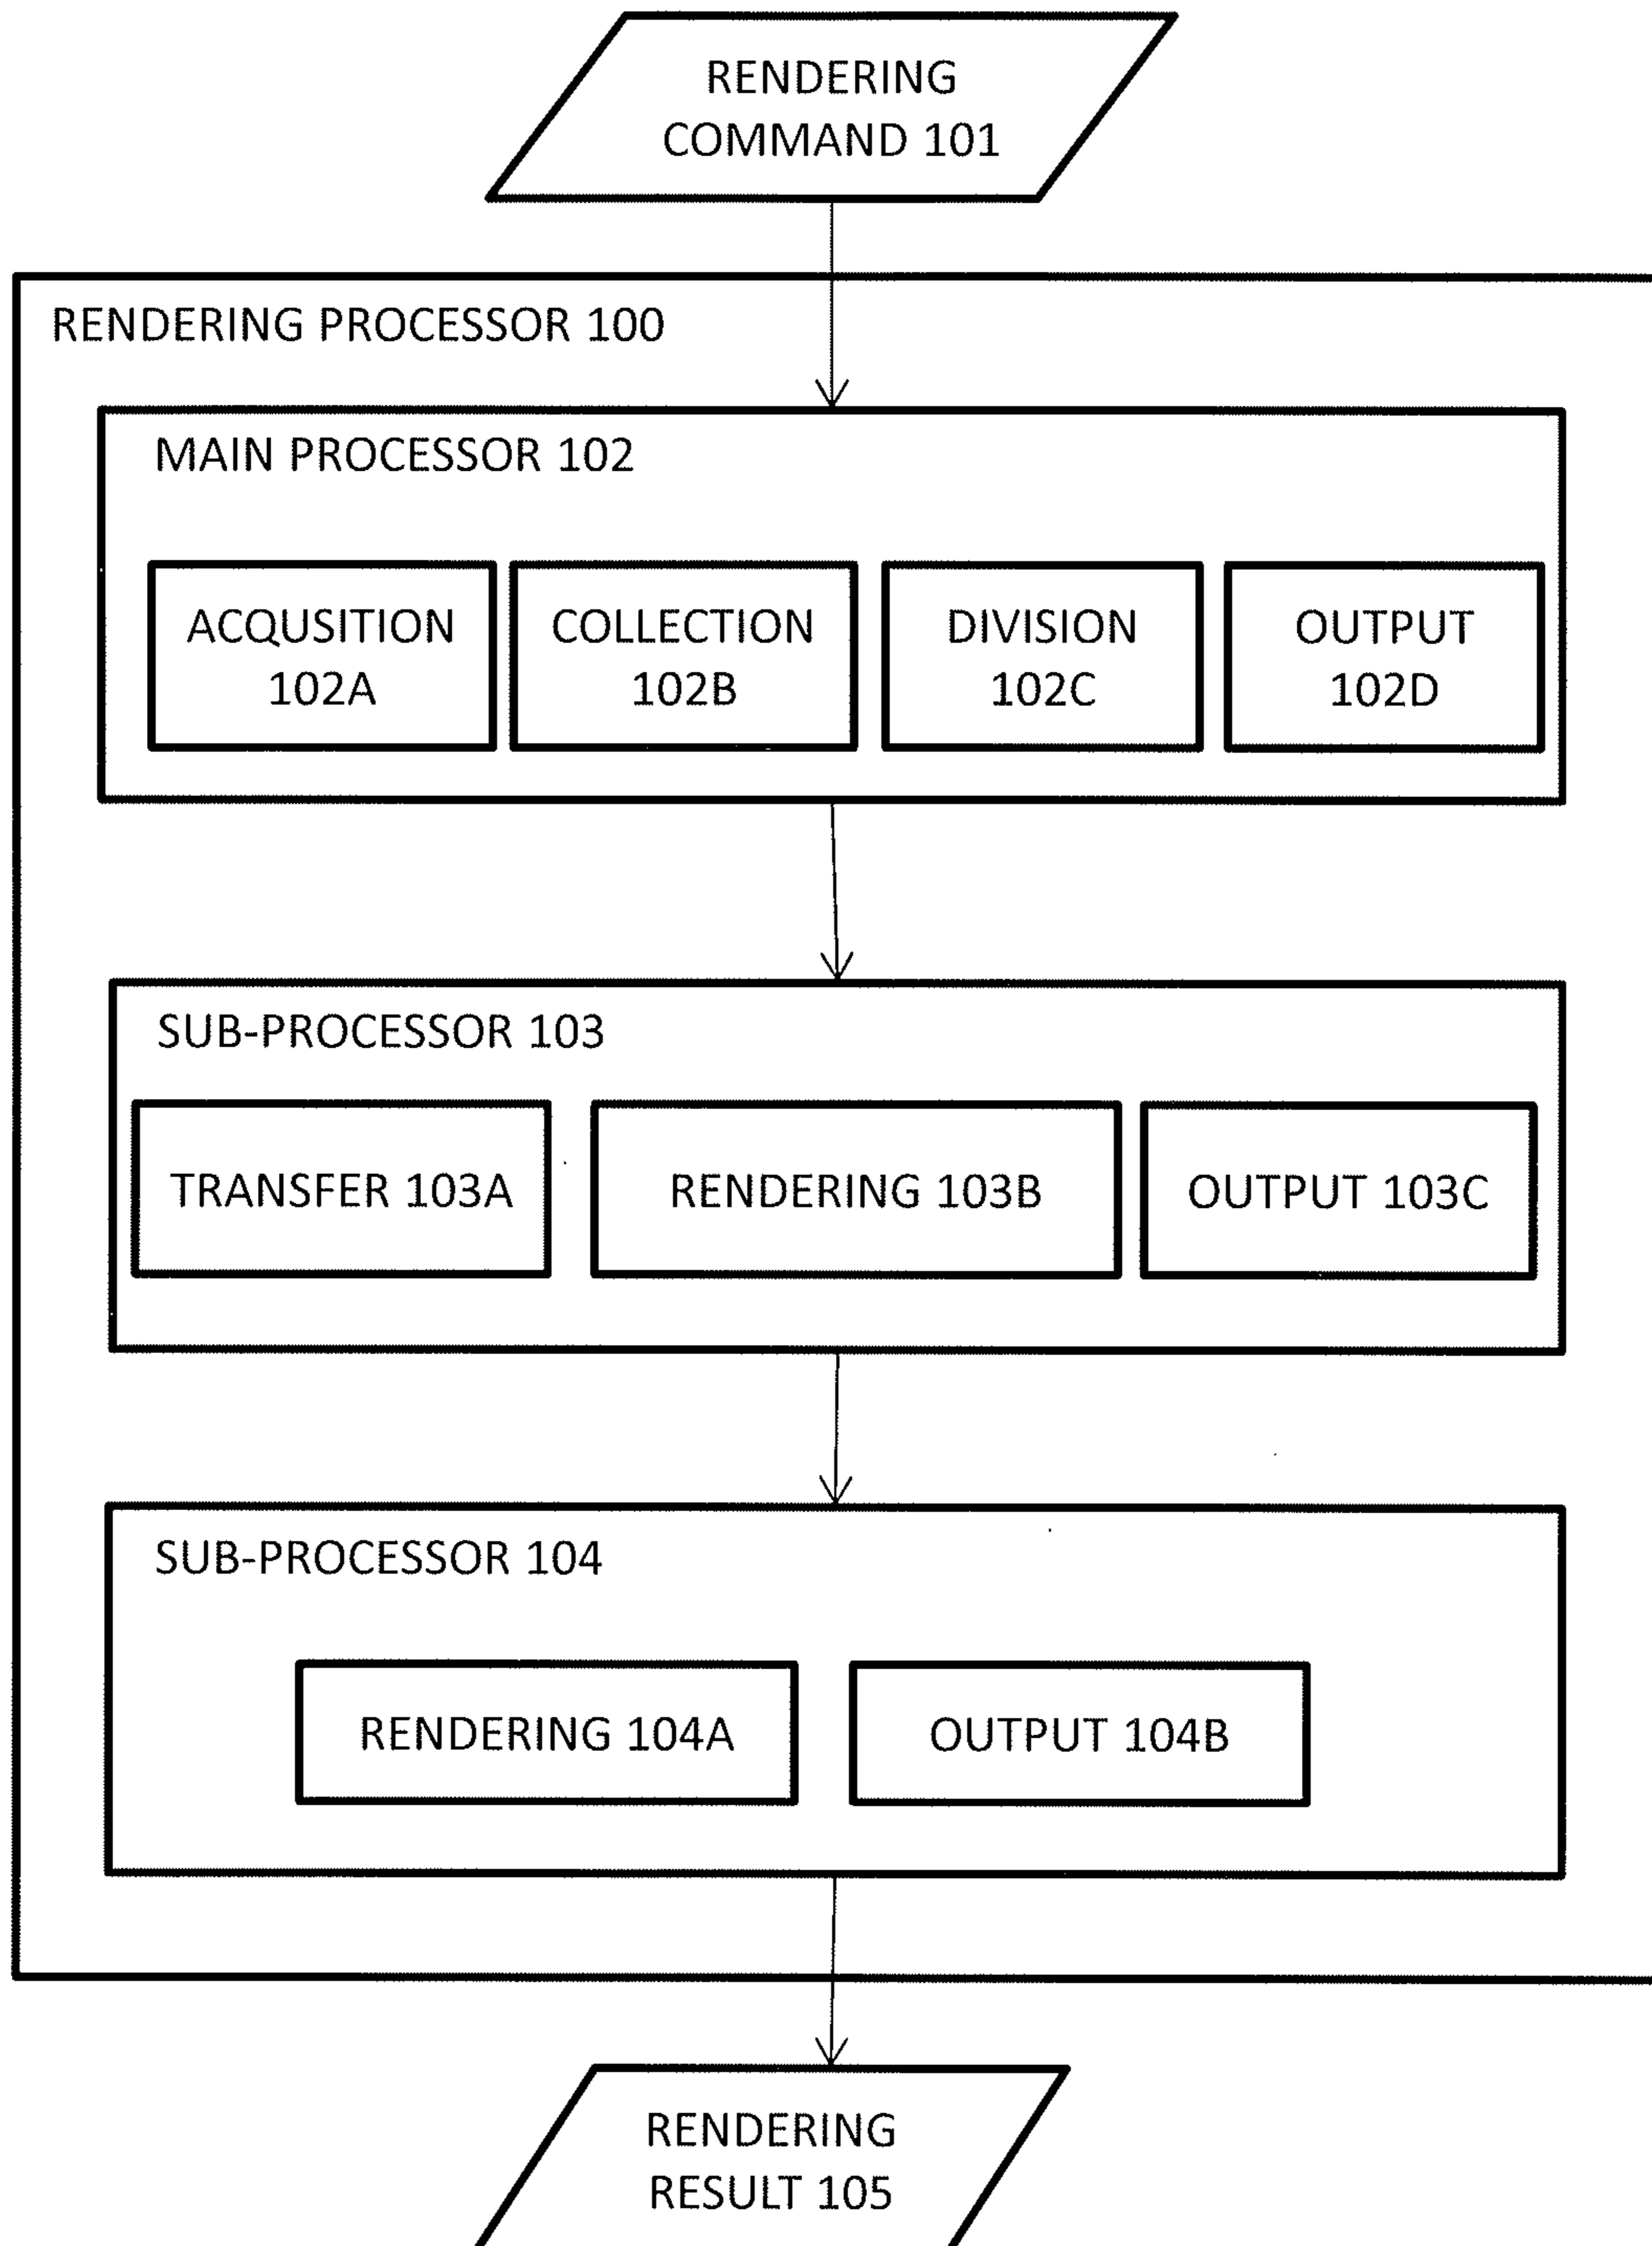 RENDERING
COMMAND 101
RENDERING PROCESSOR 100
MAIN PROCESSOR 102
ACQUSITION
102A
COLLECTION
102B
DIVISION
102C
OUTPUT
102D
SUB-PROCESSOR 103
TRANSFER 103A
RENDERING 103B
OUTPUT 103C
SUB-PROCESSOR 104
RENDERING 104A
OUTPUT 104B
RENDERING
RESULT 105